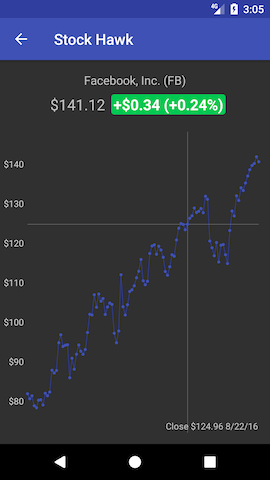 4G 3:05
Stock Hawk
Facebook, Inc. (FB)
$141.12 +$0.34 (+0.24%)
$140
$130
$120
$110
$100
$90
$80
Close $124.96 8/22/16